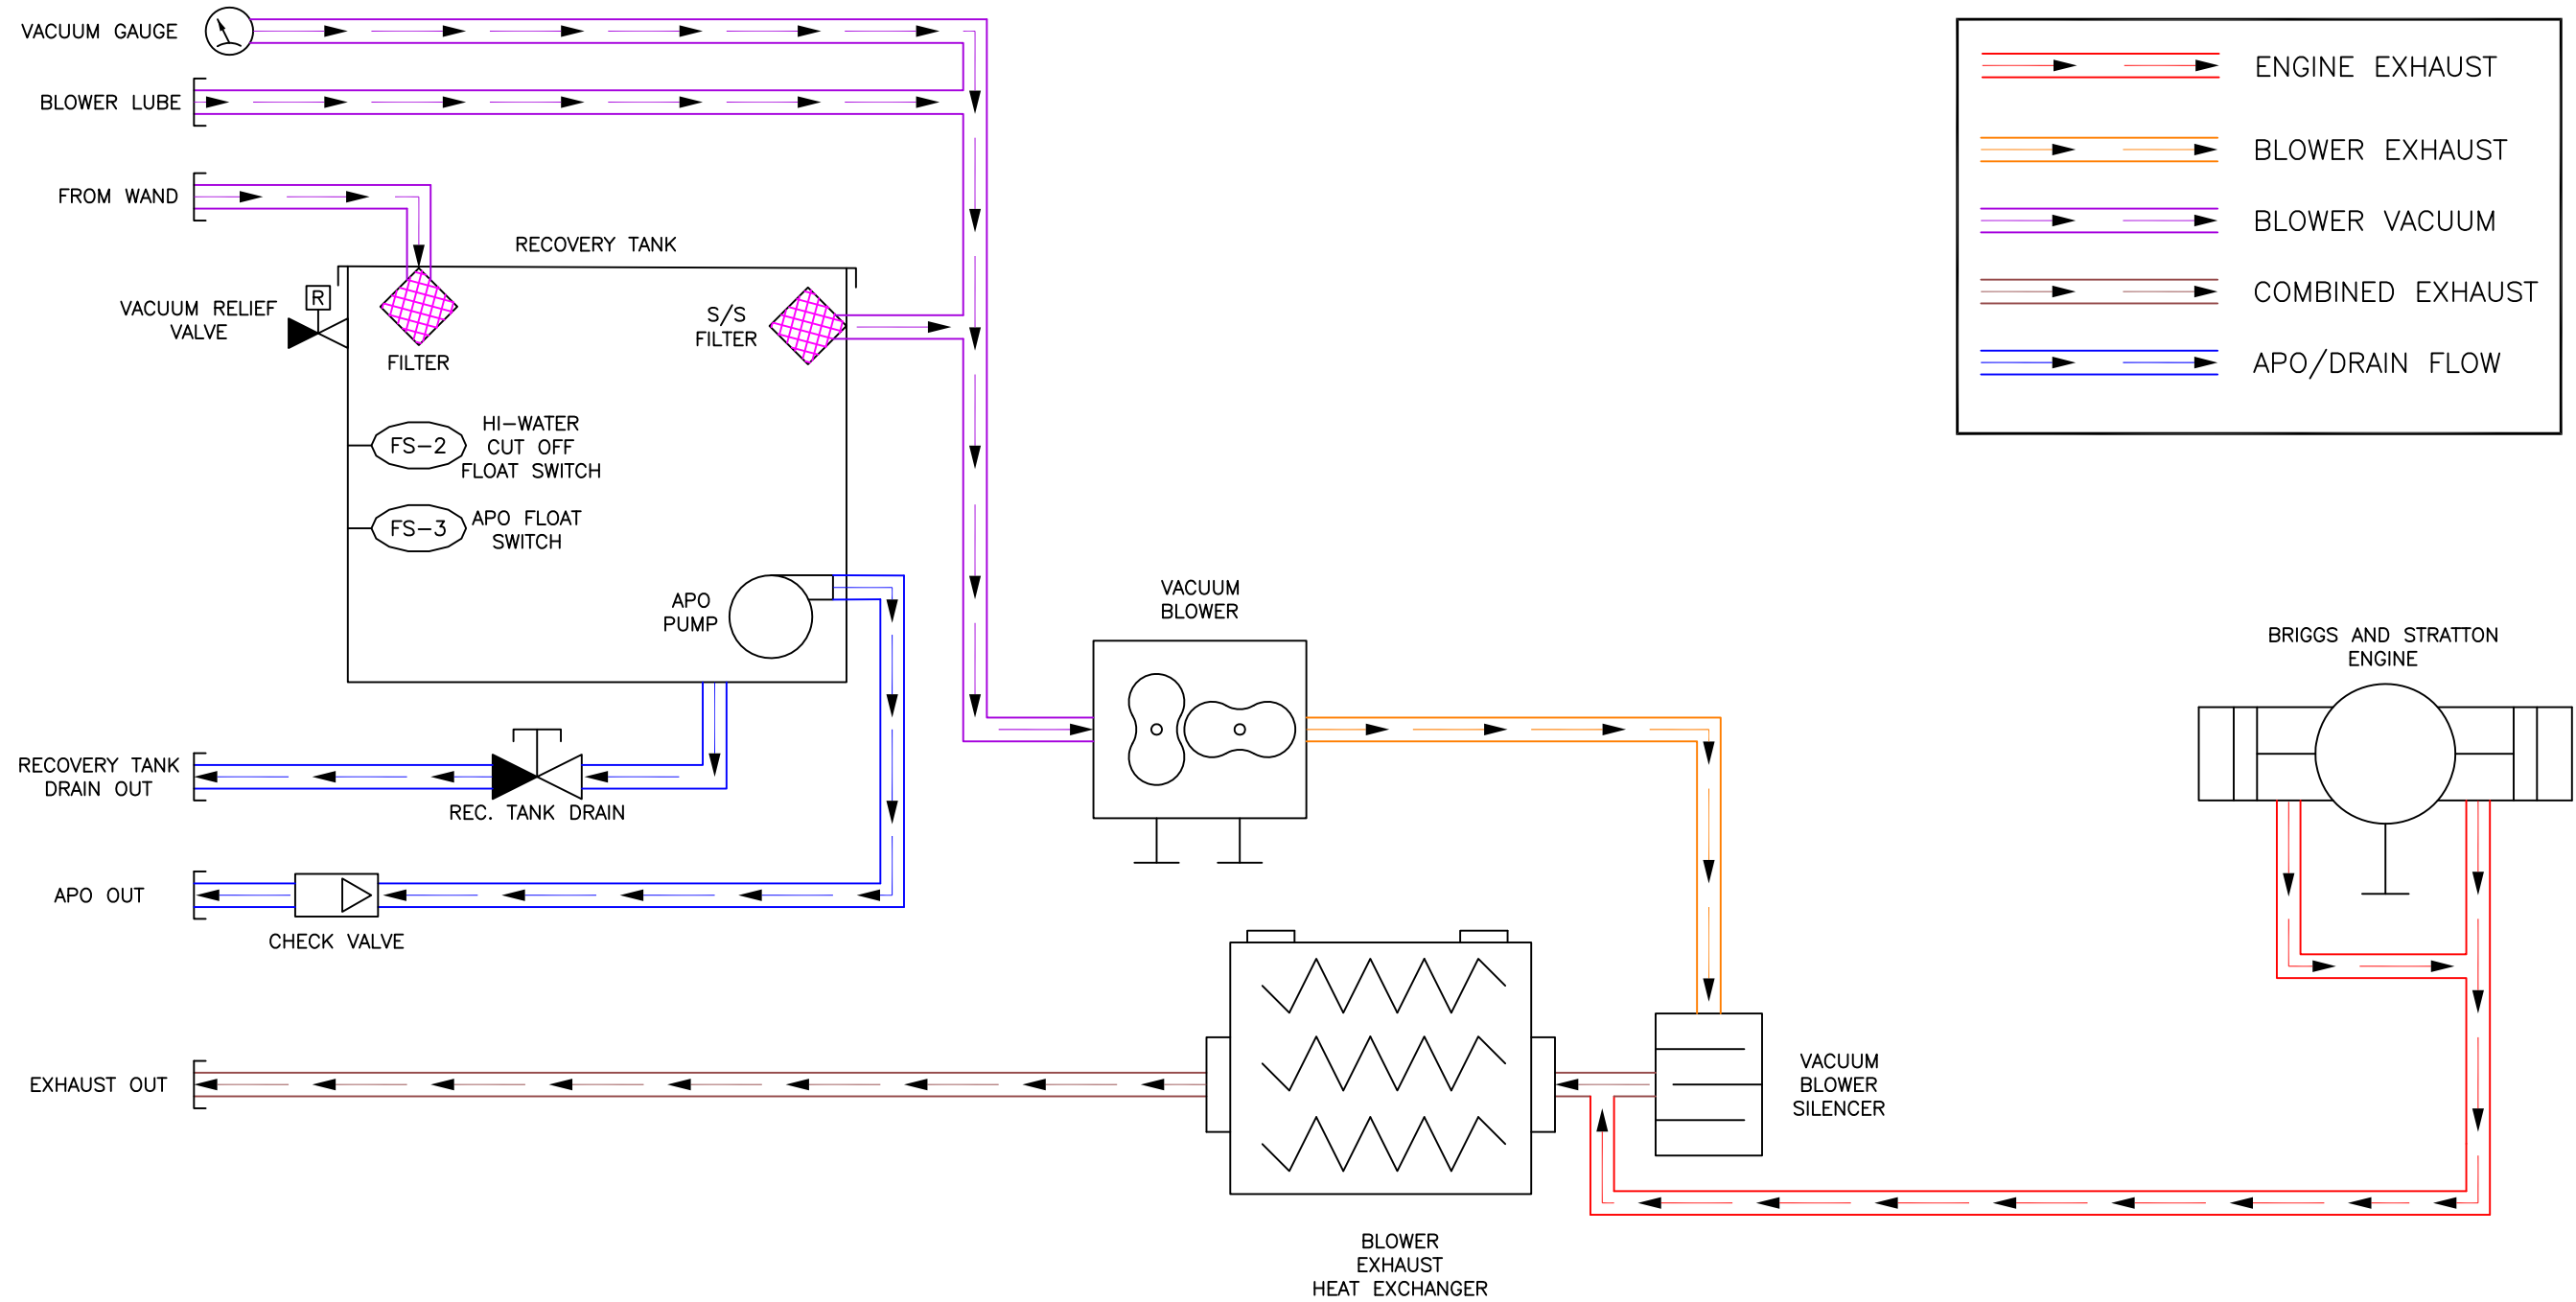 VACUUM GAUGE
BLOWER LUBE
FROM WAND
RECOVERY TANK
R
VACUUM RELIEF
VALVE
FILTER
S/S
FILTER
FS-2
HI-WATER
CUT OFF
FLOAT SWITCH
FS-3
APO FLOAT
SWITCH
APO
PUMP
RECOVERY TANK
DRAIN OUT
REC. TANK DRAIN
APO OUT
CHECK VALVE
EXHAUST OUT
VACUUM
BLOWER
BLOWER
EXHAUST
HEAT EXCHANGER
VACUUM
BLOWER
SILENCER
BRIGGS AND STRATTON
ENGINE
ENGINE EXHAUST
BLOWER EXHAUST
BLOWER VACUUM
COMBINED EXHAUST
APO/DRAIN FLOW